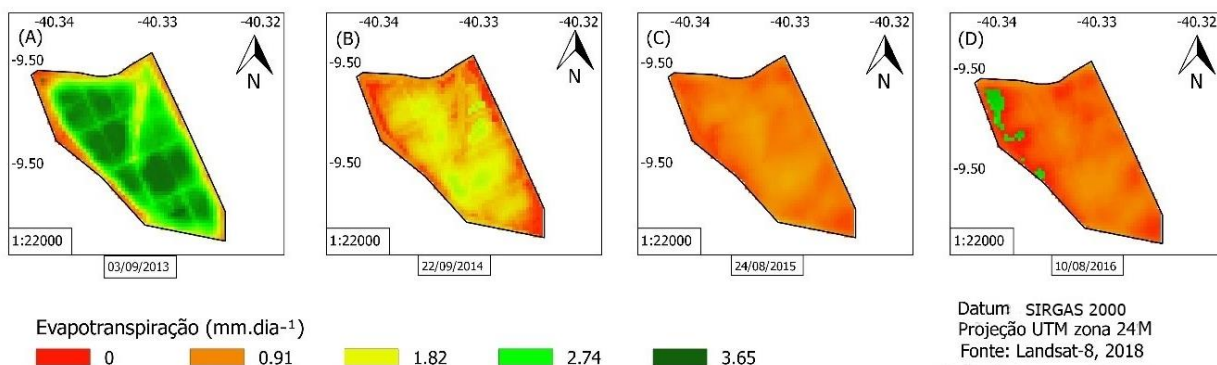 -40.34 -40.33 -40.32
(A)
-9.50
N
-9.50
1:22000
03/09/2013
-40.34 -40.33 -40.32
(B)
-9.50
N
-9.50
1:22000
22/09/2014
-40.34 -40.33 -40.32
(C)
-9.50
N
-9.50
1:22000
24/08/2015
-40.34 -40.33 -40.32
(D)
-9.50
N
-9.50
1:22000
10/08/2016
Evapotranspiração (mm.dia-¹)
0 0.91 1.82 2.74 3.65
Datum SIRGAS 2000
Projeção UTM zona 24M
Fonte: Landsat-8, 2018